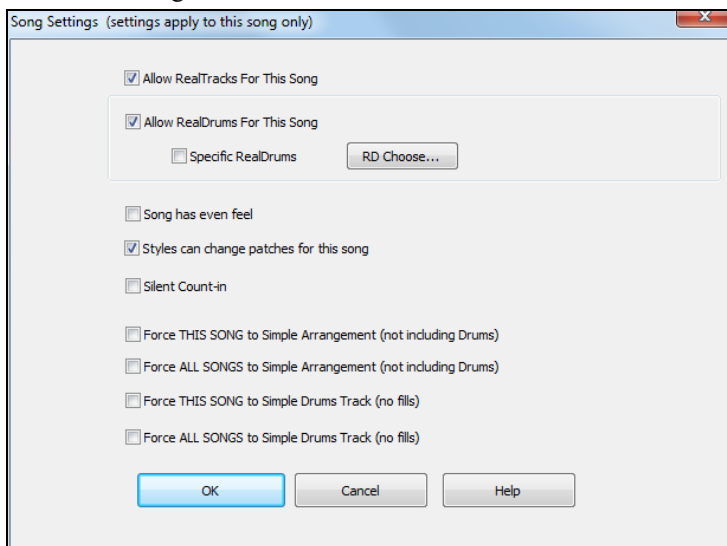 Song Settings (settings apply to this song only)
Allow RealTracks For This Song
Allow RealDrums For This Song
Specific RealDrums
RD Choose...
Song has even feel
Styles can change patches for this song
Silent Count-in
Force THIS SONG to Simple Arrangement (not including Drums)
Force ALL SONGS to Simple Arrangement (not including Drums)
Force THIS SONG to Simple Drums Track (no fills)
Force ALL SONGS to Simple Drums Track (no fills)
OK
Cancel
Help